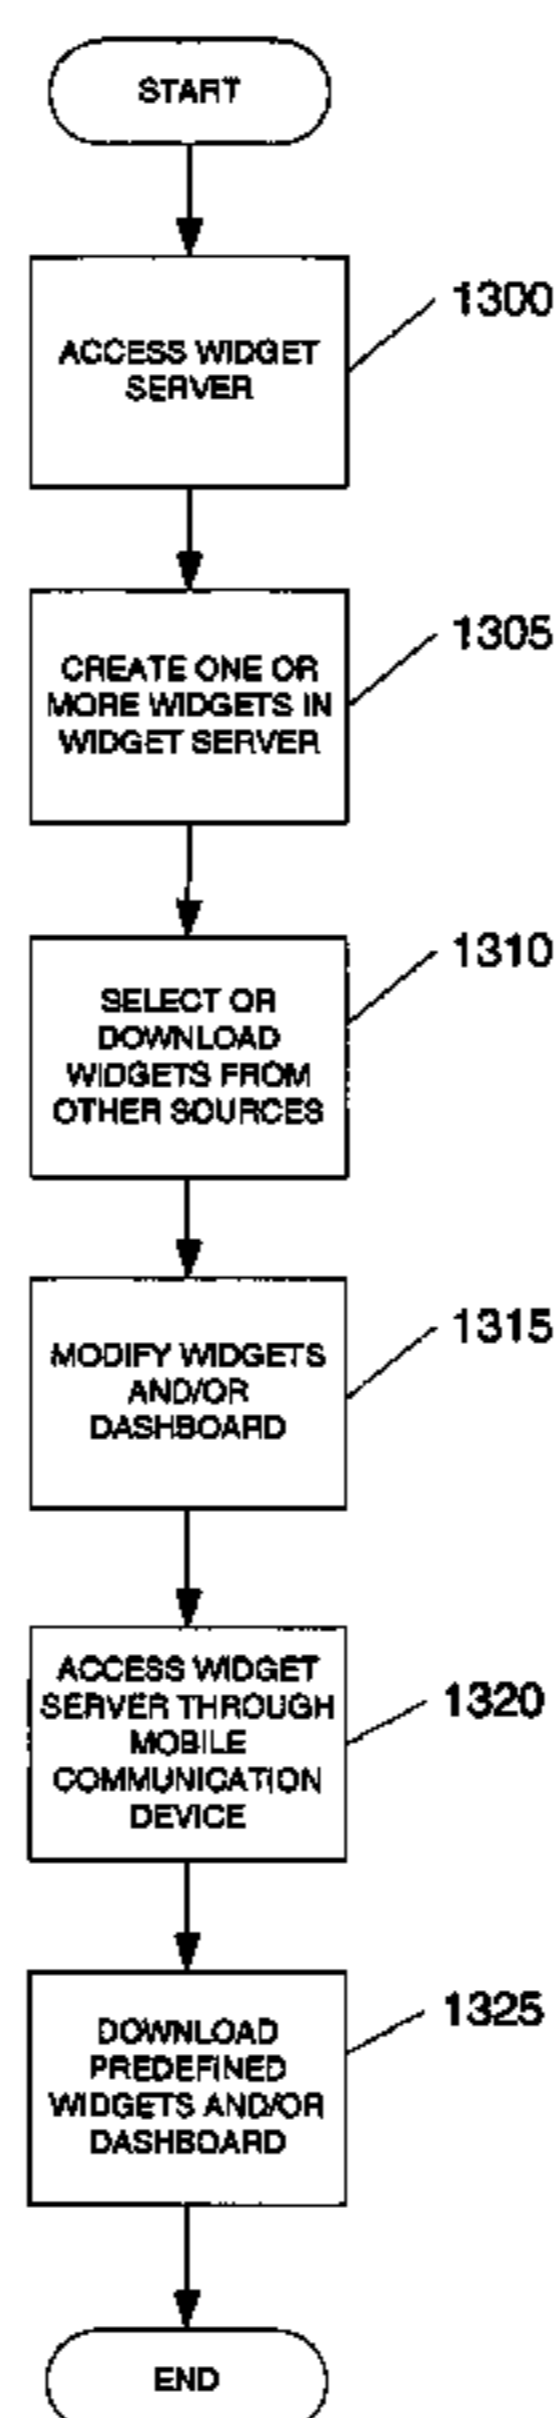 START
1300
ACCESS WIDGET
SERVER
1305
CREATE ONE OR
MORE WIDGETS IN
WIDGET SERVER
1310
SELECT OR
DOWNLOAD
WIDGETS FROM
OTHER SOURCES
1315
MODIFY WIDGETS
AND/OR
DASHBOARD
1320
ACCESS WIDGET
SERVER THROUGH
MOBILE
COMMUNICATION
DEVICE
1325
DOWNLOAD
PREDEFINED
WIDGETS AND/OR
DASHBOARD
END